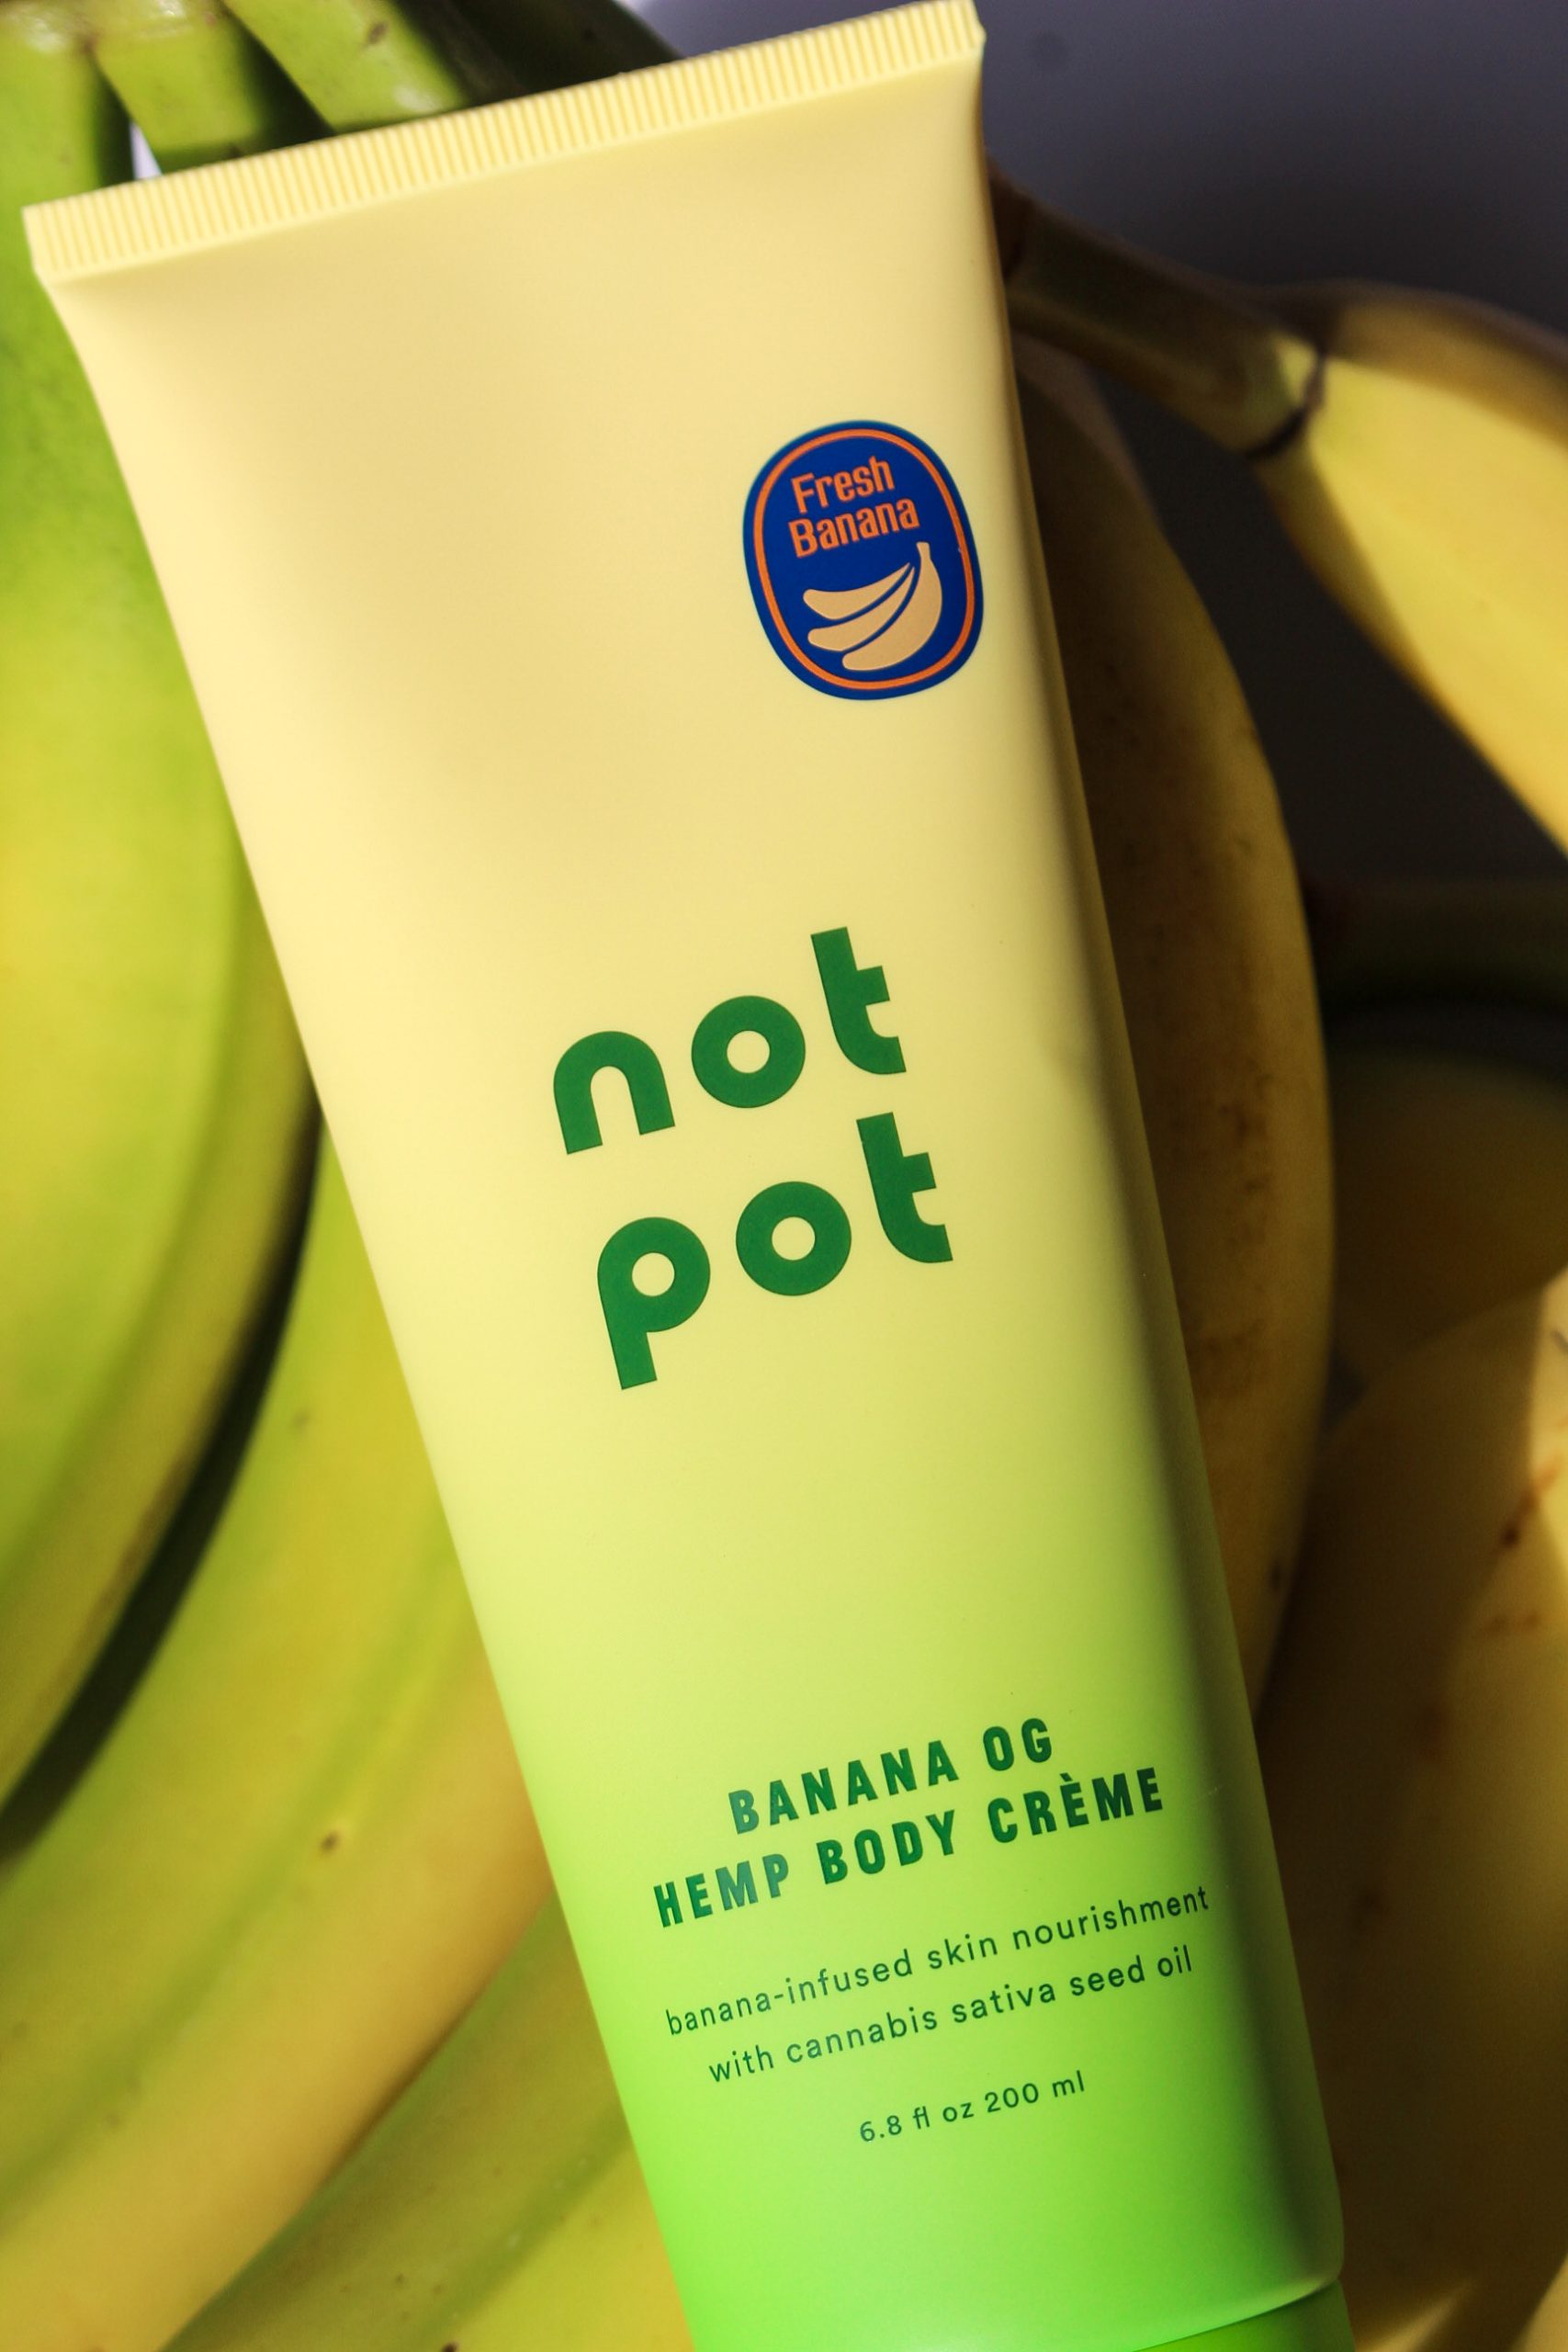 Fresh
Banana
not
pot
BANANA OG
HEMP BODY CRÈME
banana-infused skin nourishment
with cannabis sativa seed oil
6.8 fl oz 200 ml